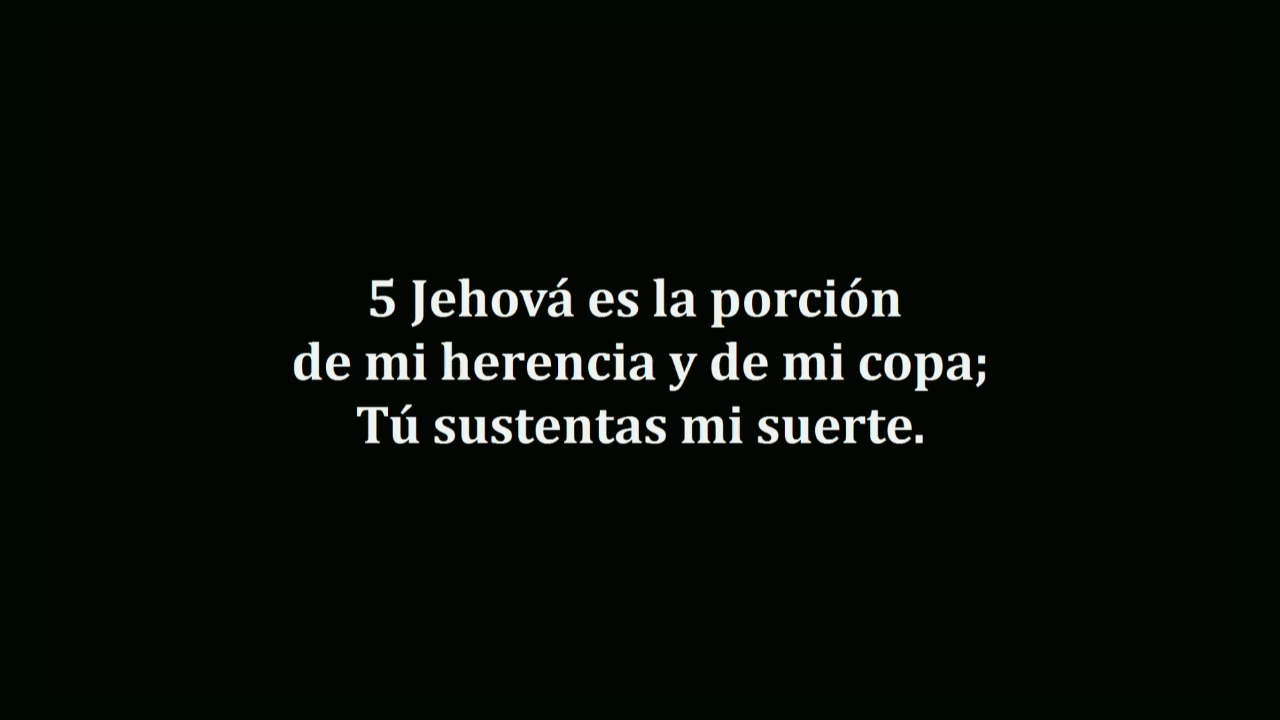 5 Jehová es la porción
de mi herencia y de mi copa;
Tú sustentas mi suerte.